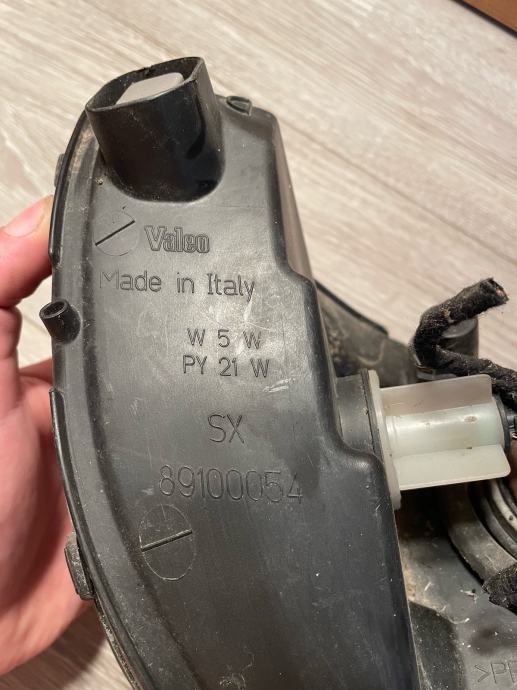 Valeo
Made in Italy
W 5 W
PY 21 W
SX
89100054